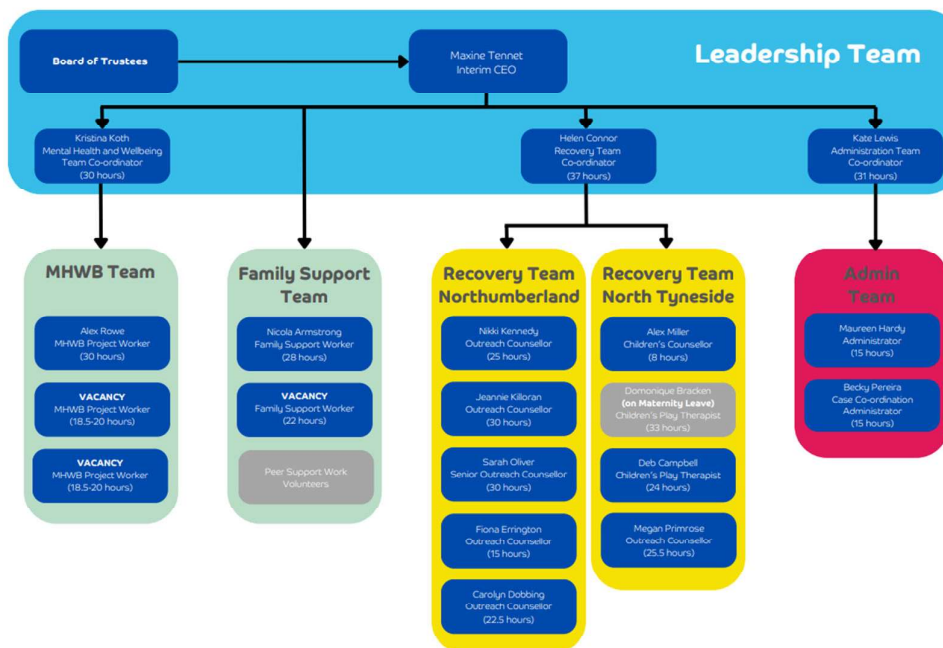 Board of Trustees
Maxine Tennet
Interim CEO
Leadership Team
Kristina Koth
Mental Health and Wellbeing
Team Co-ordinator
(30 hours)
Helen Connor
Recovery Team
Co-ordinator
(37 hours)
Kate Lewis
Administration Team
Co-ordinator
(31 hours)
MHWB Team
Alex Rowe
MHWB Project Worker
(30 hours)
VACANCY
MHWB Project Worker
(18.5-20 hours)
VACANCY
MHWB Project Worker
(18.5-20 hours)
Family Support
Team
Nicola Armstrong
Family Support Worker
(28 hours)
VACANCY
Family Support Worker
(22 hours)
Peer Support Work
Volunteers
Recovery Team
Northumberland
Nikki Kennedy
Outreach Counsellor
(25 hours)
Jeannie Killoran
Outreach Counsellor
(30 hours)
Sarah Oliver
Senior Outreach Counsellor
(30 hours)
Fiona Errington
Outreach Counsellor
(15 hours)
Carolyn Dobbing
Outreach Counsellor
(22.5 hours)
Recovery Team
North Tyneside
Alex Miller
Children's Counsellor
(8 hours)
Domonique Bracken
(on Maternity Leave)
Children's Play Therapist
(33 hours)
Deb Campbell
Children's Play Therapist
(24 hours)
Megan Primrose
Outreach Counsellor
(25.5 hours)
Admin
Team
Maureen Hardy
Administrator
(15 hours)
Becky Pereira
Case Co-ordination
Administrator
(15 hours)